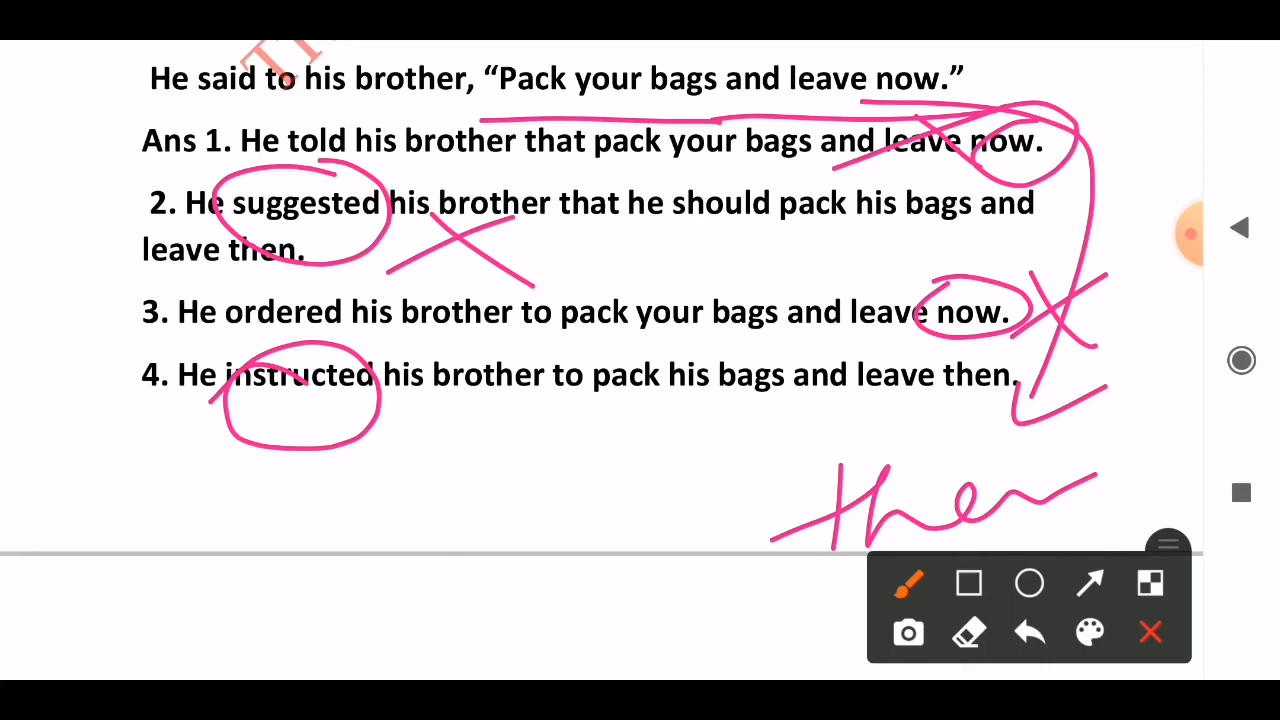 He said to his brother, “Pack your bags and leave now.”
Ans 1. He told his brother that pack your bags and leave now.
2. He suggested his brother that he should pack his bags and
leave then.
3. He ordered his brother to pack your bags and leave now.
4. He instructed his brother to pack his bags and leave then.
then